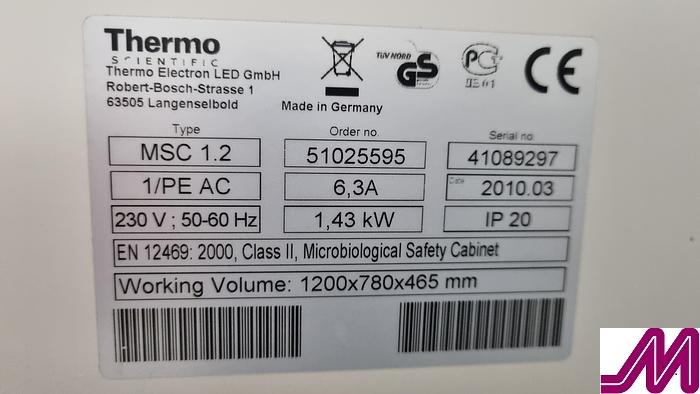 Thermo
SCIENTIFIC
Thermo Electron LED GmbH
Robert-Bosch-Strasse 1
63505 Langenselbold
Made in Germany
TÜV NORD
GS
CE
Type
Order no.
Serial no.
MSC 1.2
51025595
41089297
1/PE AC
6,3A
Date
2010.03
230 V ; 50-60 Hz
1,43 kW
IP 20
EN 12469: 2000, Class II, Microbiological Safety Cabinet
Working Volume: 1200x780x465 mm
M